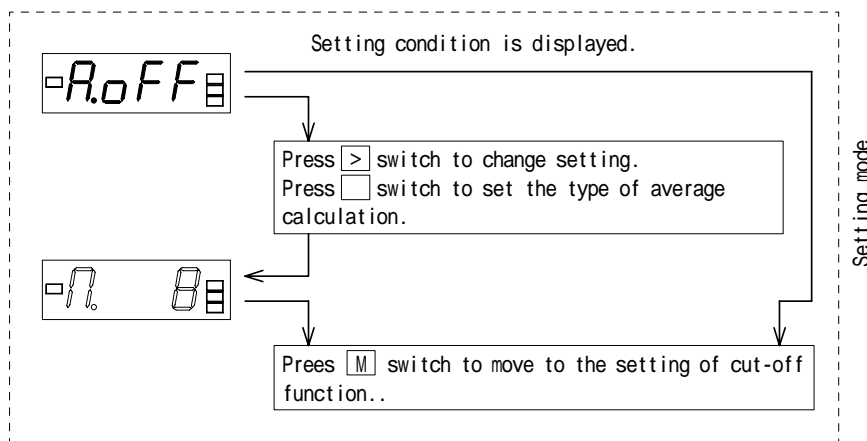 Setting condition is displayed.
A.oFF
Press > switch to change setting.
Press switch to set the type of average
calculation.
8
Prees M switch to move to the setting of cut-off
function..
Setting mode